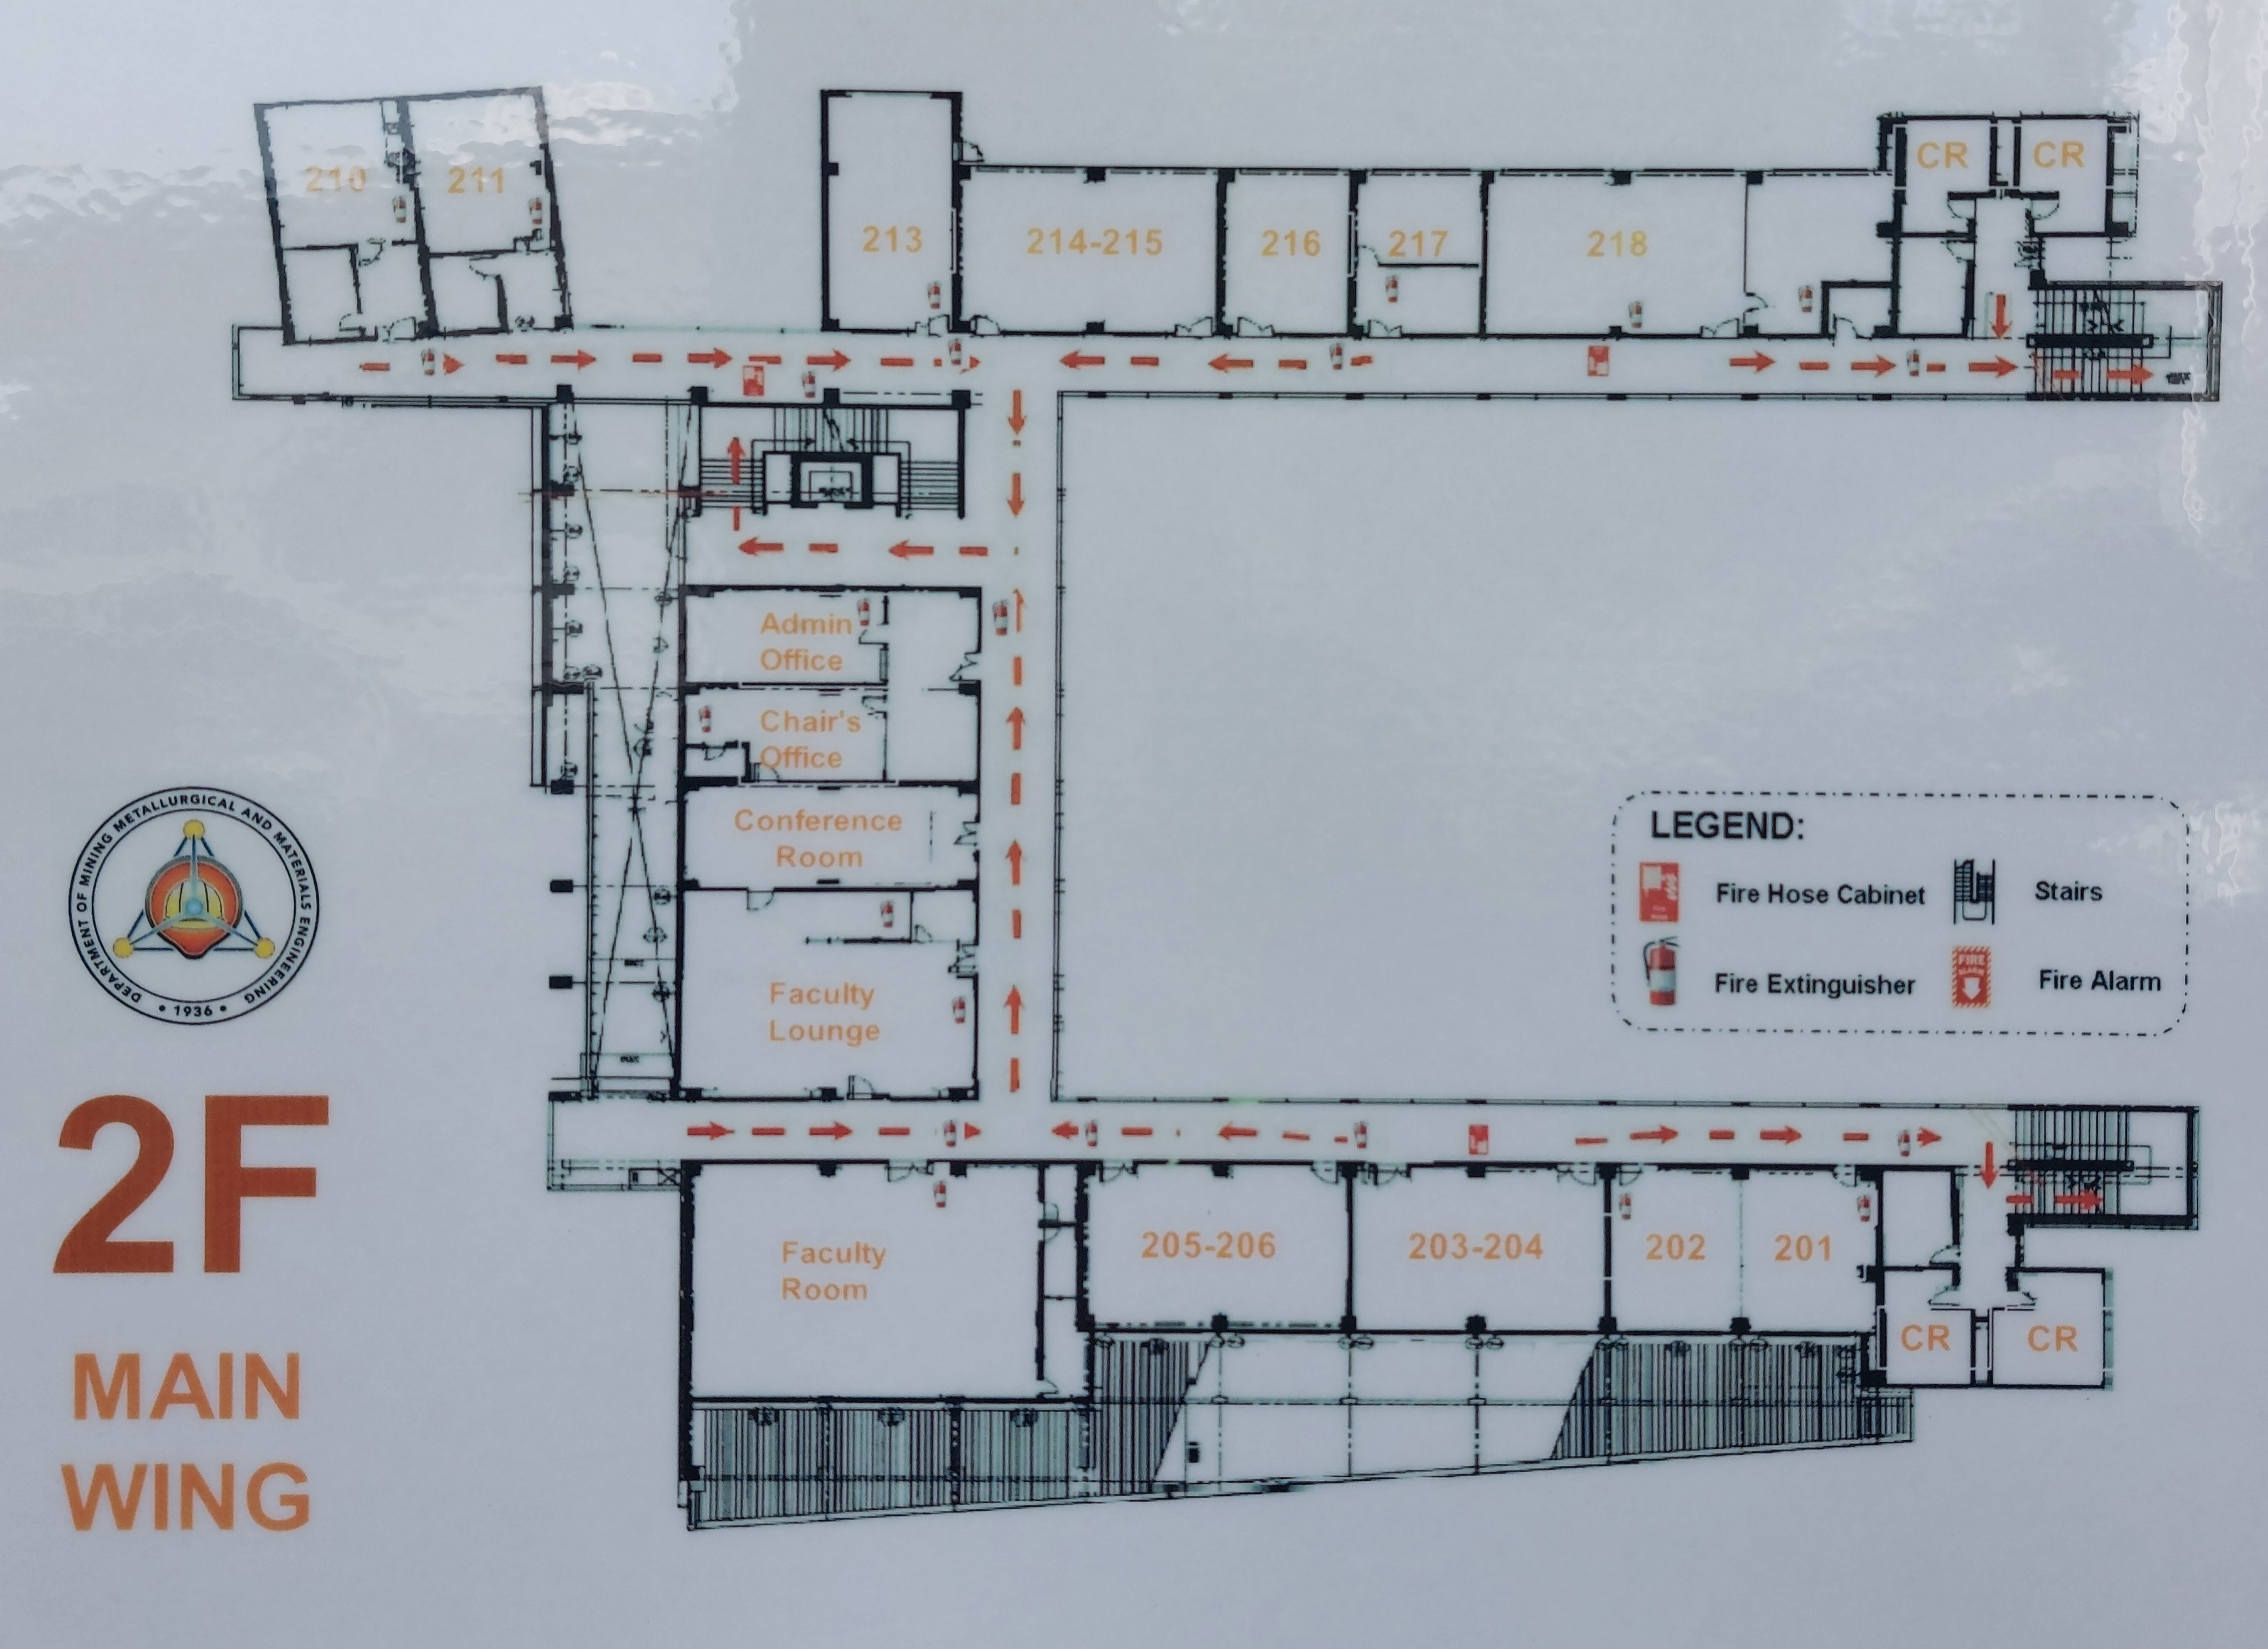 210
211
213
214-215
216
217
218
CR
CR
Admin
Office
Chair's
Office
Conference
Room
Faculty
Lounge
DEPARTMENT OF MINING METALLURGICAL AND MATERIALS ENGINEERING
• 1936 •
LEGEND:
Fire Hose Cabinet
Stairs
Fire Extinguisher
FIRE
ALARM
Fire Alarm
2F
MAIN
WING
Faculty
Room
205-206
203-204
202
201
CR
CR